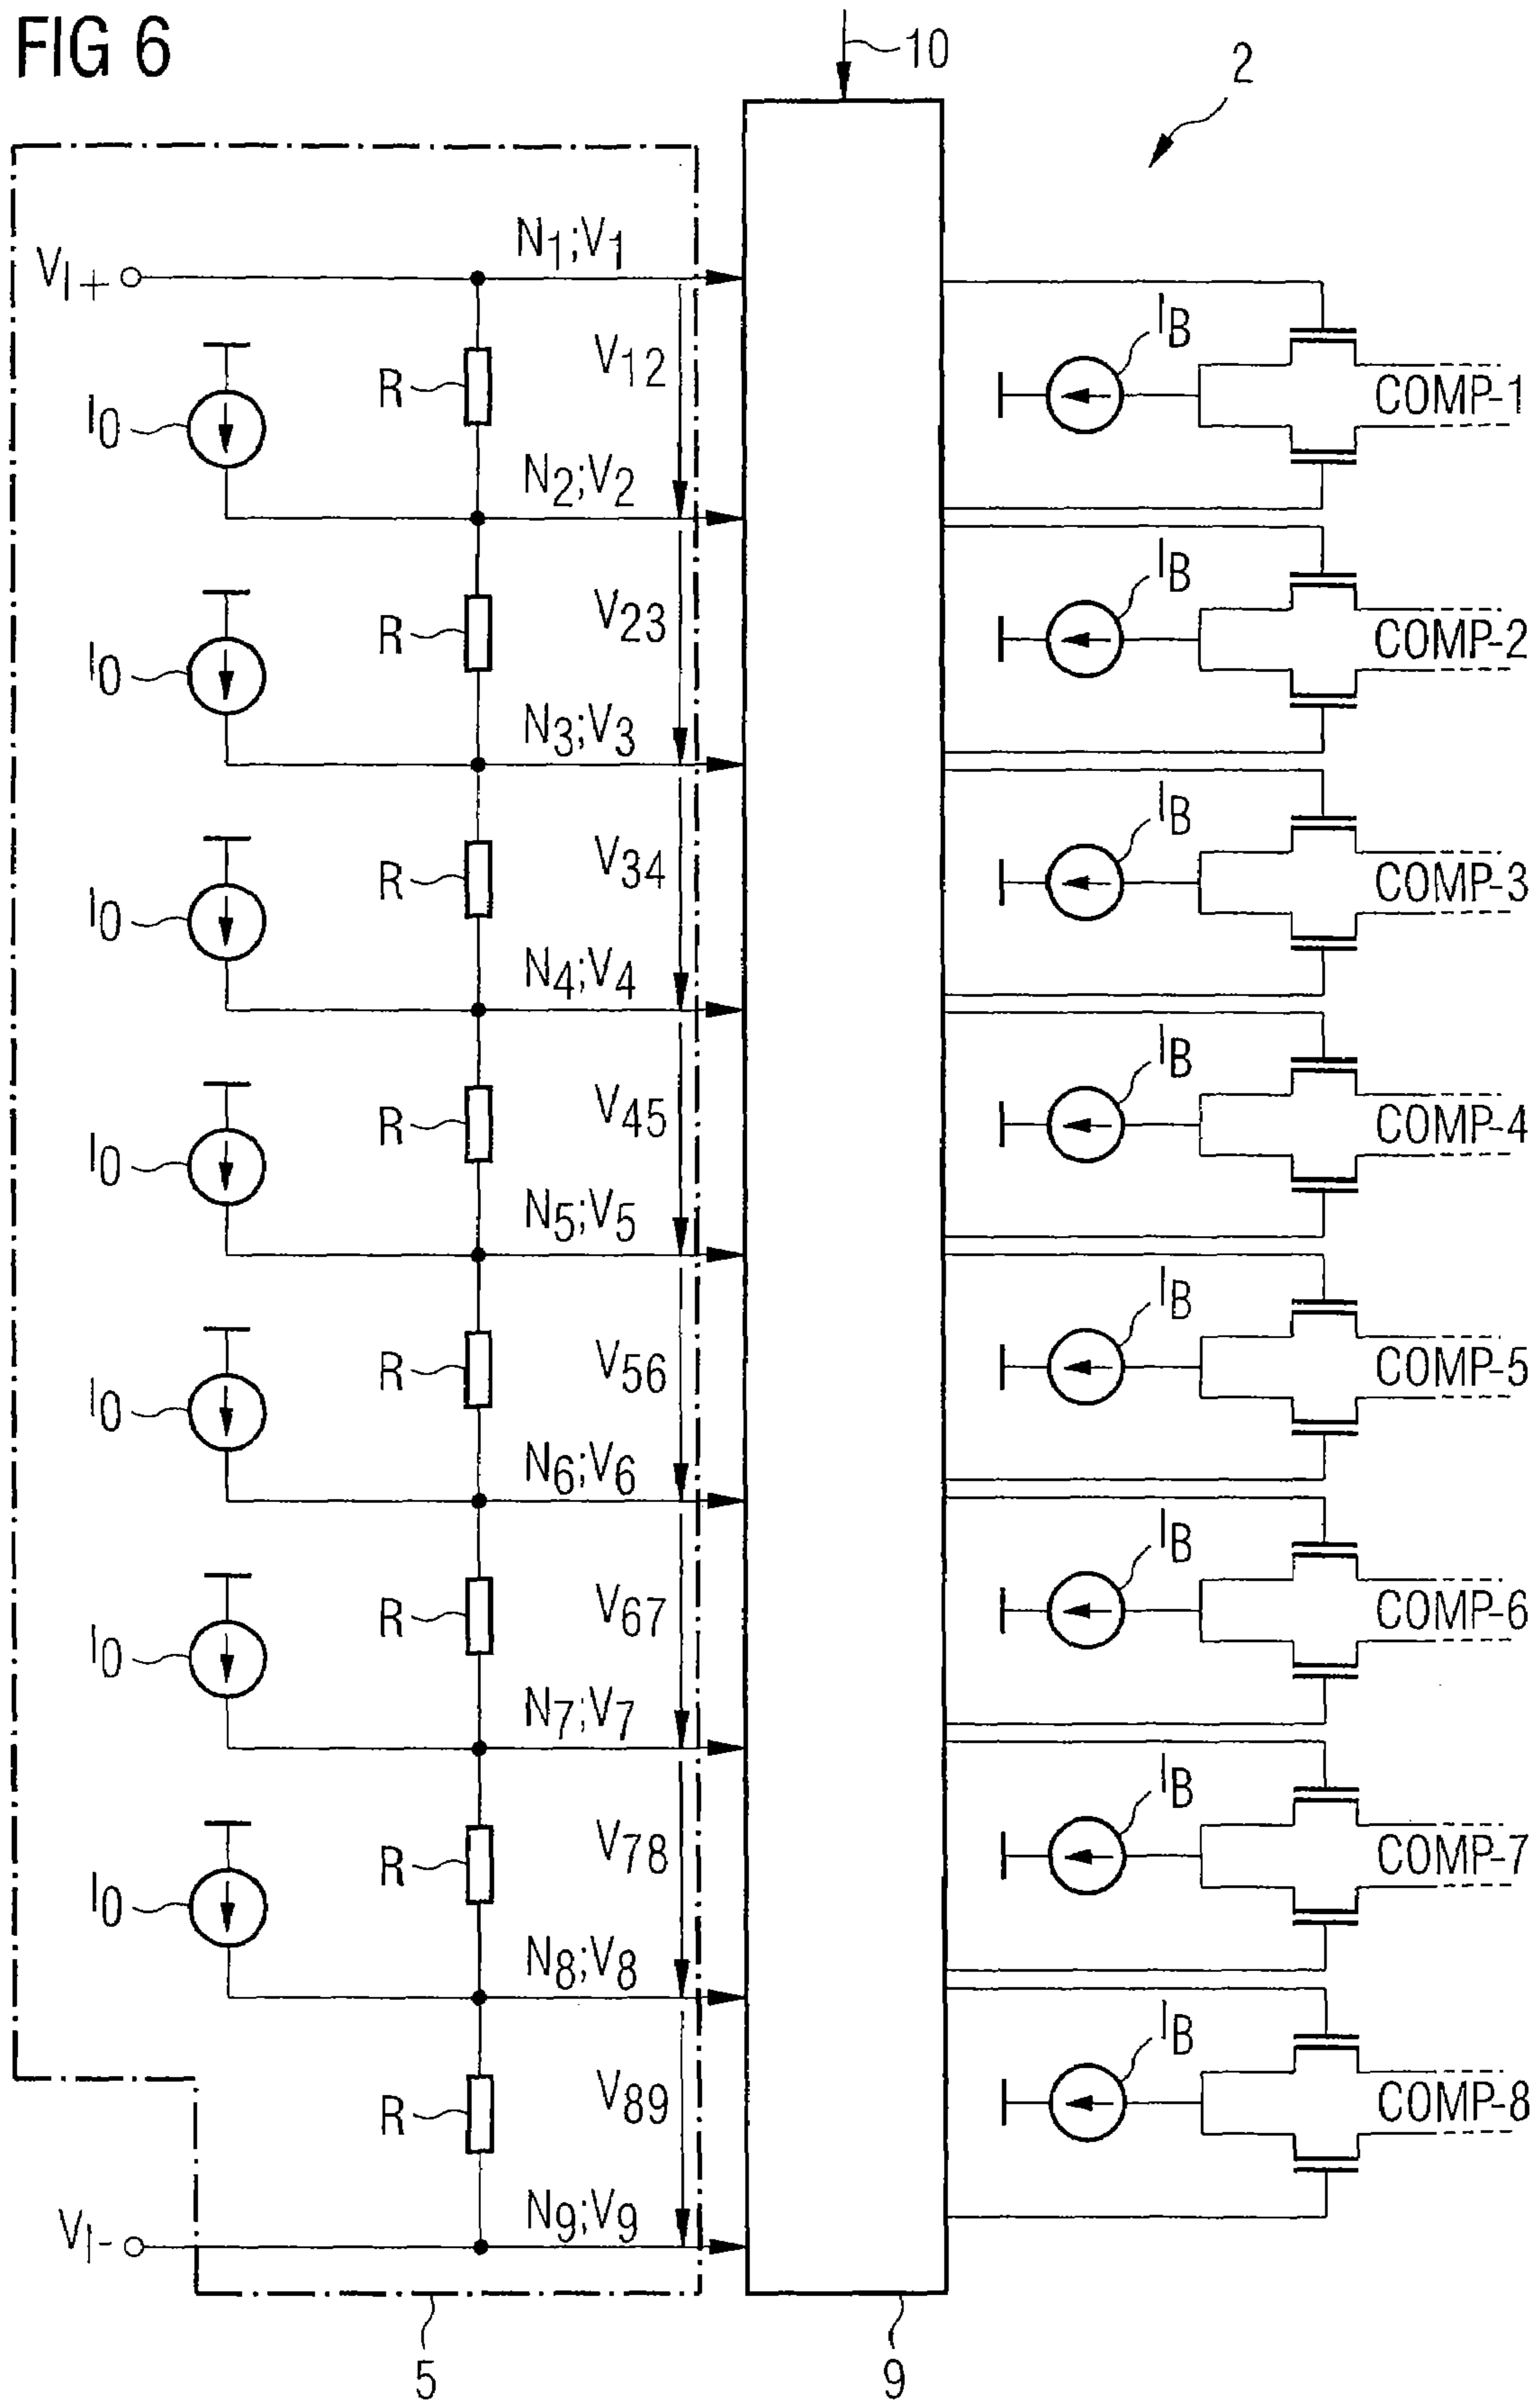 FIG 6
10
2
N1;V1
VI+
IB
V12
R
I0
COMP-1
N2;V2
IB
V23
R
I0
COMP-2
N3;V3
IB
V34
R
I0
COMP-3
N4;V4
IB
V45
R
I0
COMP-4
N5;V5
IB
V56
R
I0
COMP-5
N6;V6
IB
V67
R
I0
COMP-6
N7;V7
IB
V78
R
I0
COMP-7
N8;V8
IB
V89
R
COMP-8
N9;V9
VI-
5
9